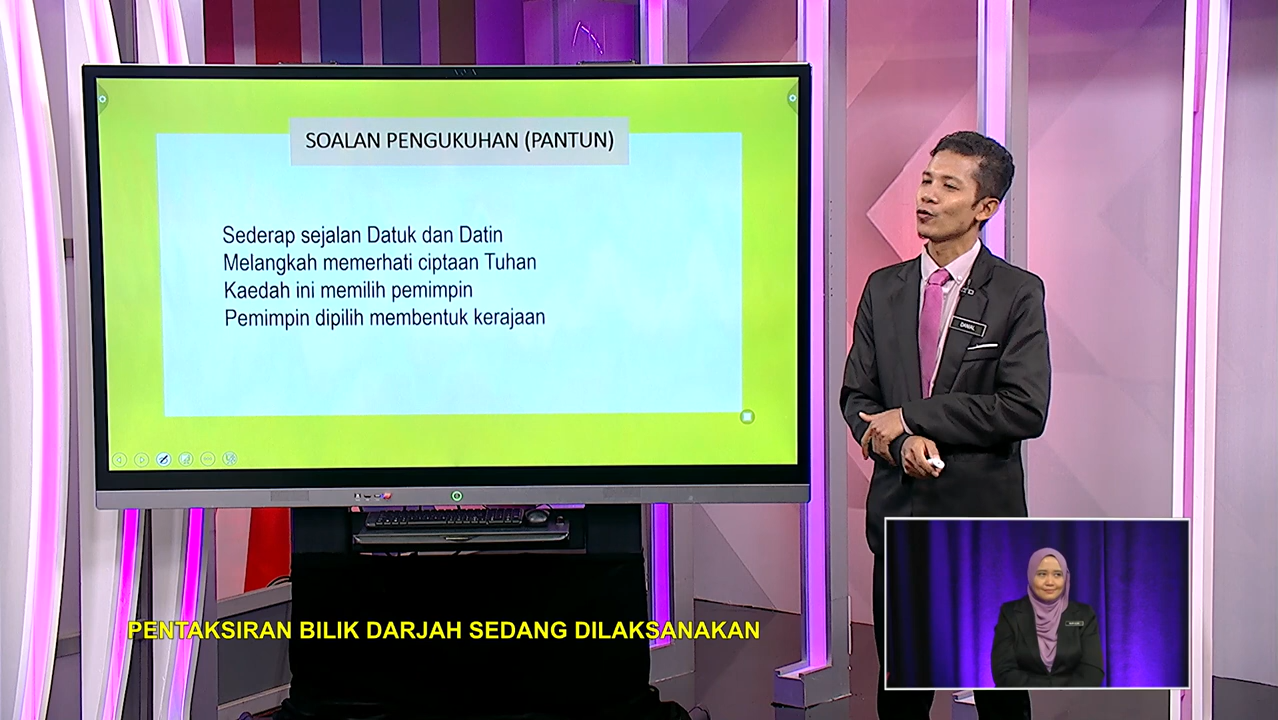 SOALAN PENGUKUHAN (PANTUN)
Sederap sejalan Datuk dan Datin
Melangkah memerhati ciptaan Tuhan
Kaedah ini memilih pemimpin
Pemimpin dipilih membentuk kerajaan
DANIAL
PENTAKSIRAN BILIK DARJAH SEDANG DILAKSANAKAN